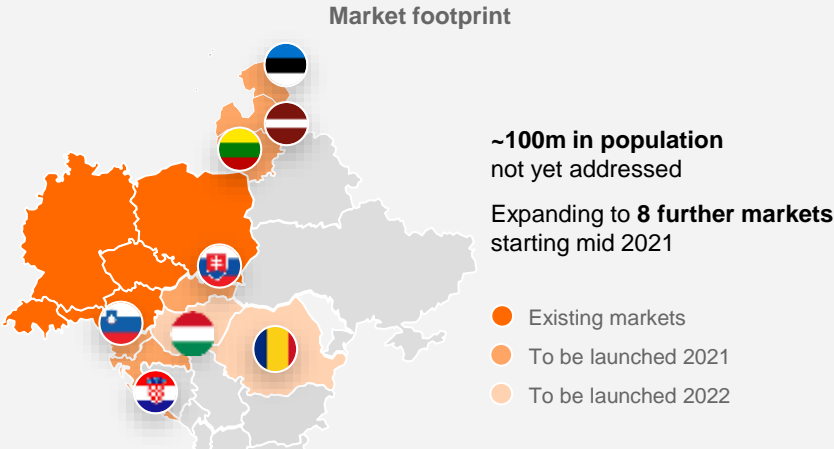 Market footprint
~100m in population
not yet addressed
Expanding to 8 further markets
starting mid 2021
Existing markets
To be launched 2021
To be launched 2022